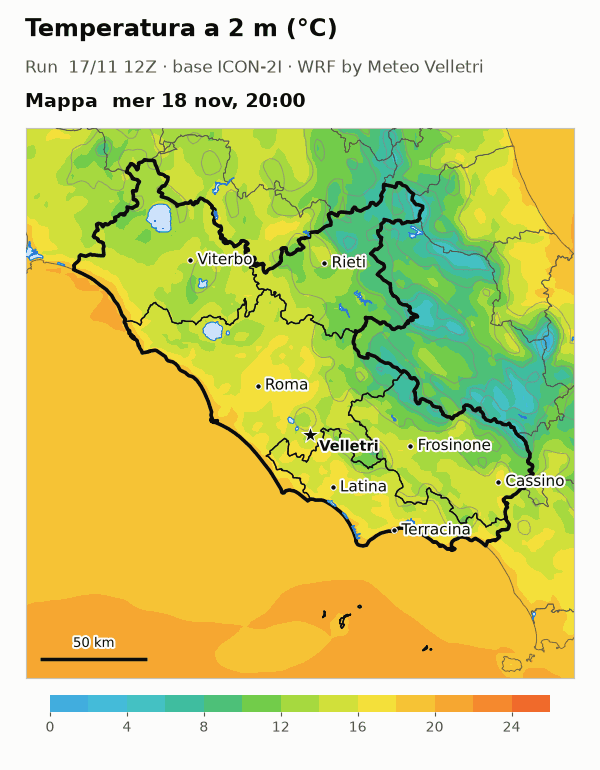 Temperatura a 2 m (°C)
Run  17/11 12Z · base ICON-2I · WRF by Meteo Velletri
Mappa  mer 18 nov, 20:00
Viterbo
Rieti
Roma
Velletri
Frosinone
Latina
Cassino
Terracina
50 km
0 4 8 12 16 20 24